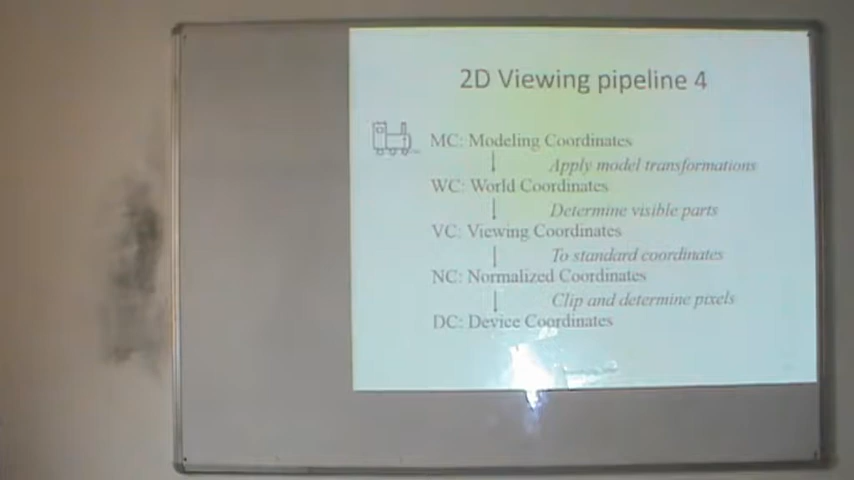 2D Viewing pipeline 4
MC: Modeling Coordinates
Apply model transformations
WC: World Coordinates
Determine visible parts
VC: Viewing Coordinates
To standard coordinates
NC: Normalized Coordinates
Clip and determine pixels
DC: Device Coordinates